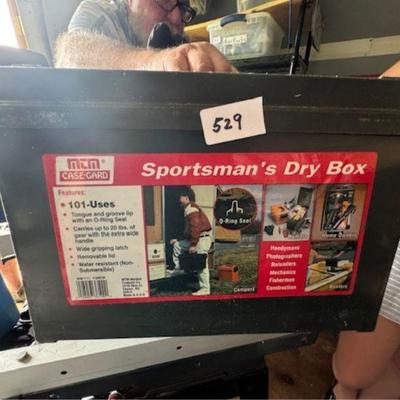 529
MTM
CASE-GARD
Sportsman's Dry Box
Features:
• 101-Uses
• Tongue and groove lip
with an O-Ring Seal
• Carries up to 20 lbs. of
gear with the extra wide
handle
• Wide gripping latch
• Removable lid
• Water resistant (Non-
Submersible)
O-Ring Seal
Handymans
Photographers
Reloaders
Mechanics
Fishermen
Construction
Campers
Boaters